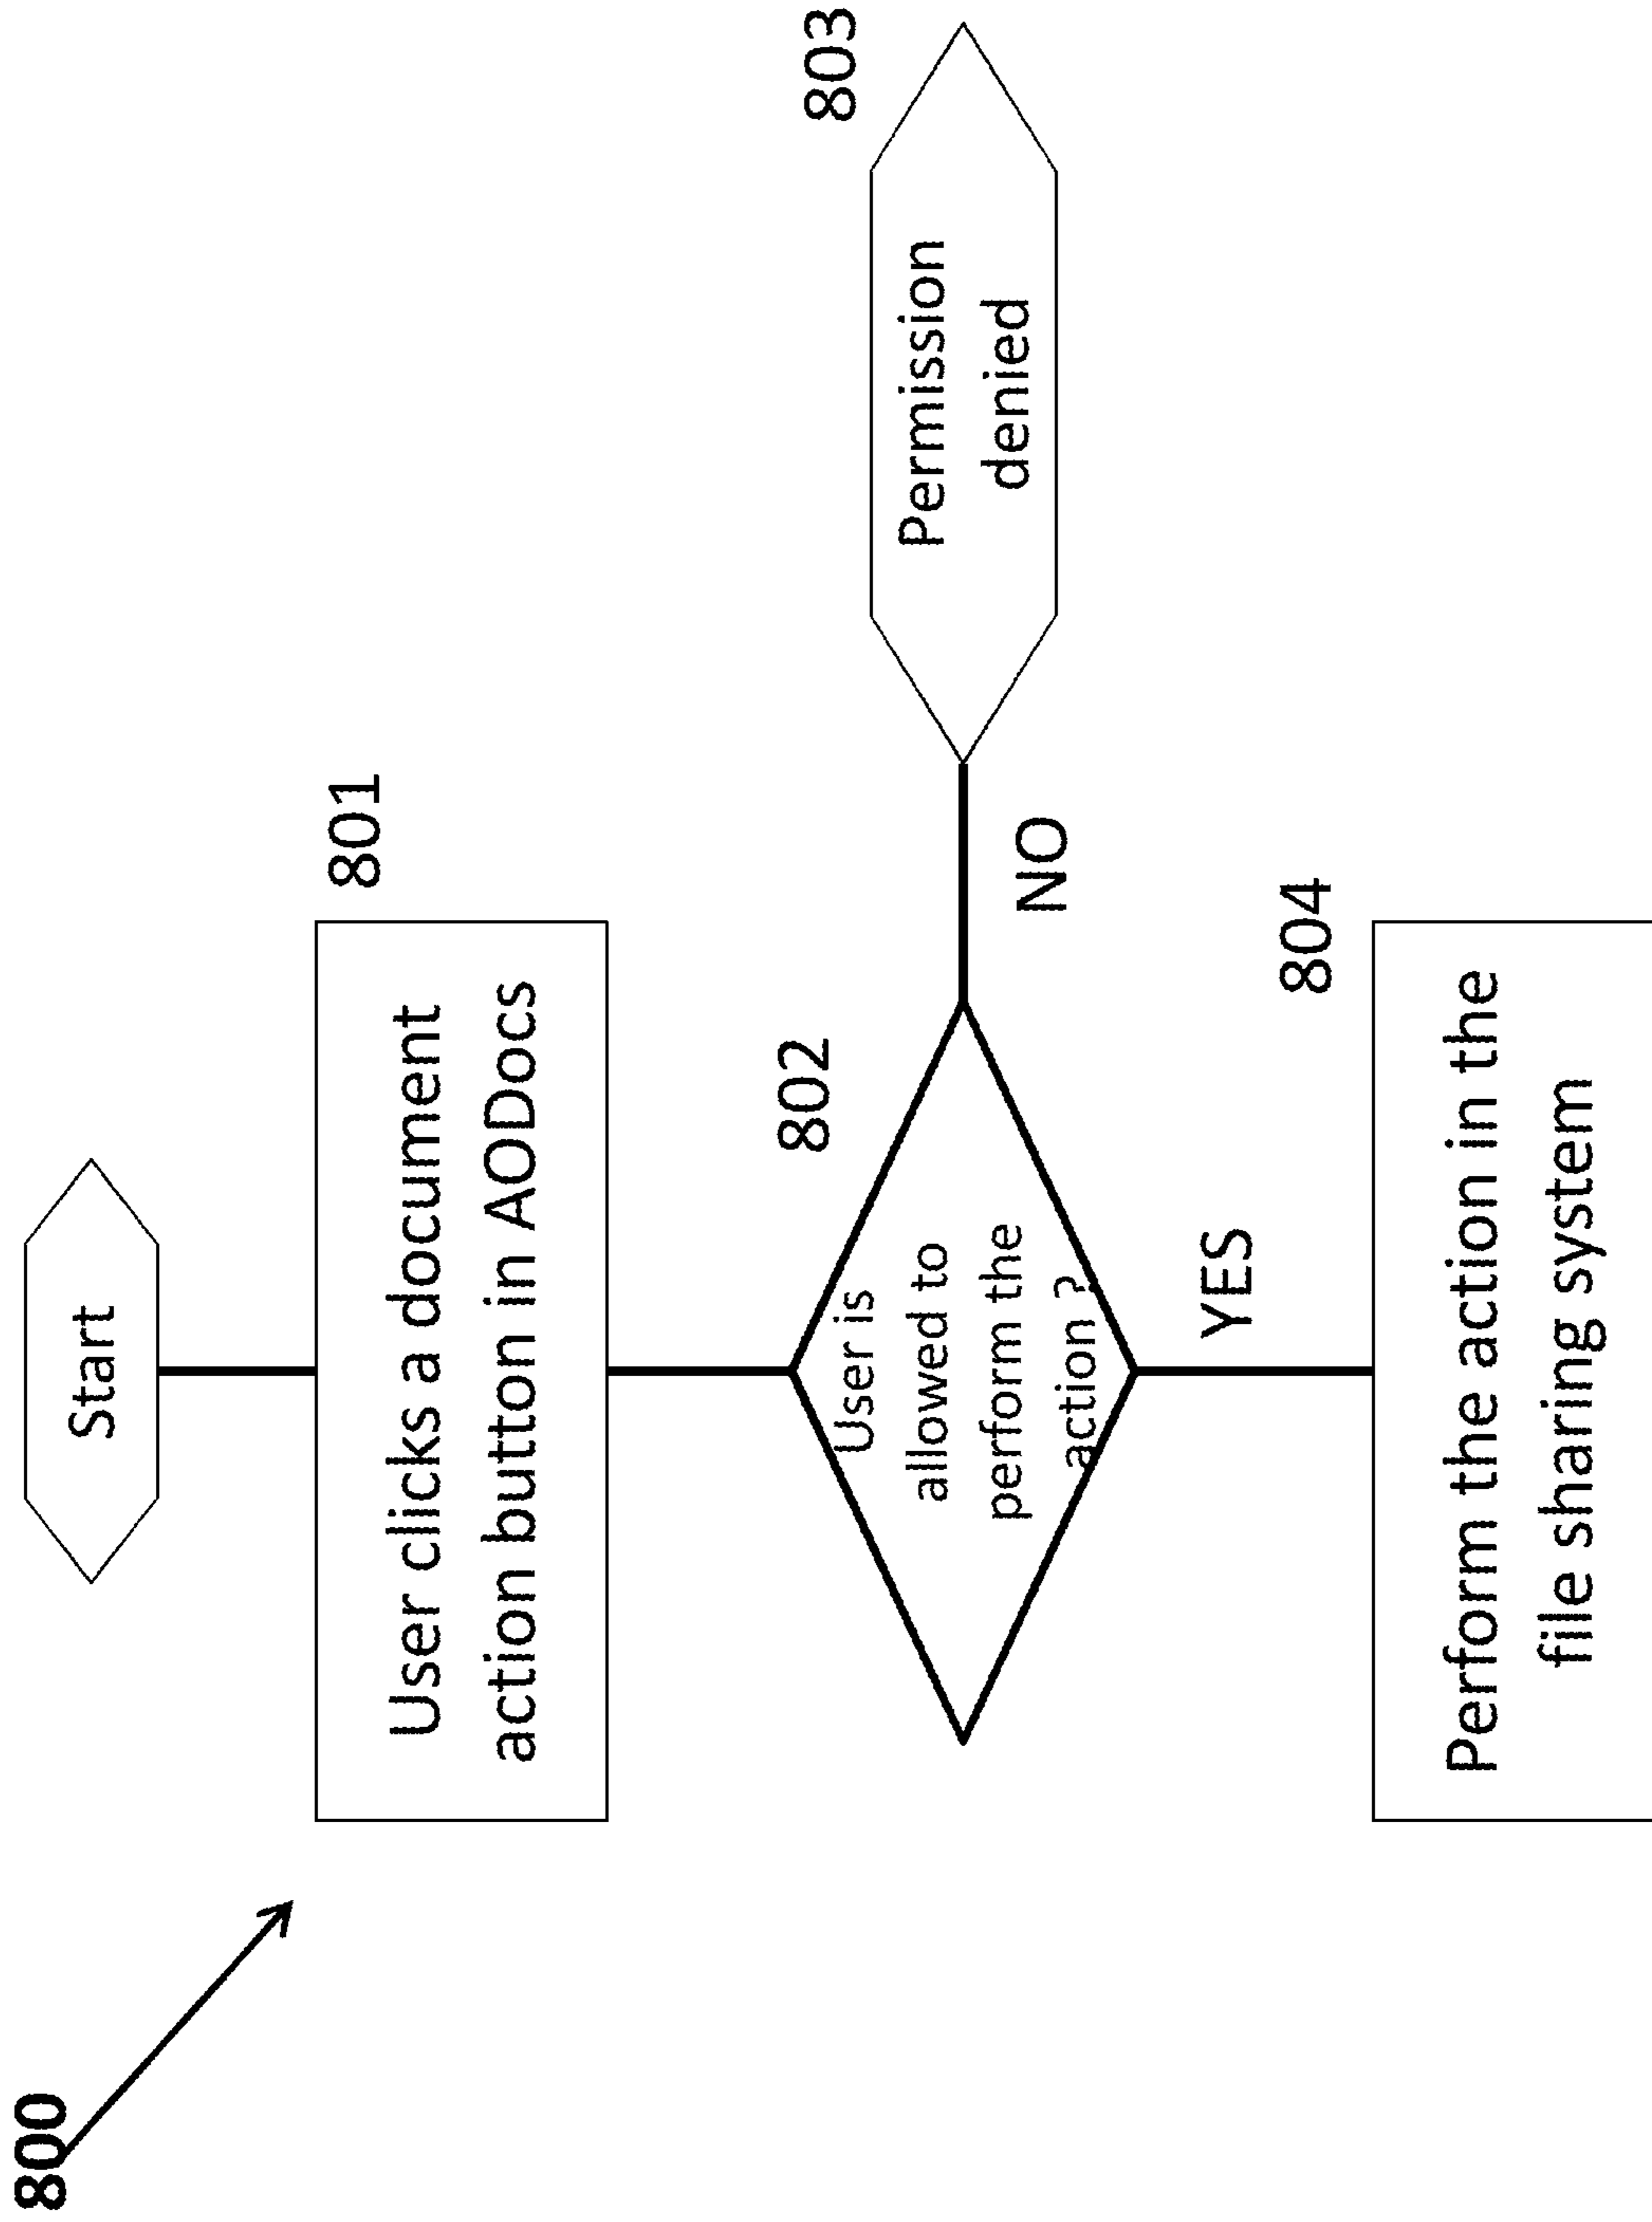 800
Start
801
User clicks a document
action button in AODocs
802
User is
allowed to
perform the
action ?
803
Permission
denied
NO
YES
804
Perform the action in the
file sharing system